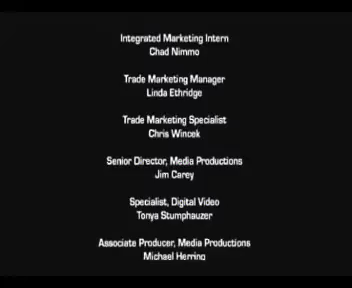 Integrated Marketing Intern
Chad Nimmo
Trade Marketing Manager
Linda Ethridge
Trade Marketing Specialist
Chris Wincek
Senior Director, Media Productions
Jim Carey
Specialist, Digital Video
Tonya Stumphauzer
Associate Producer, Media Productions
Michael Herring